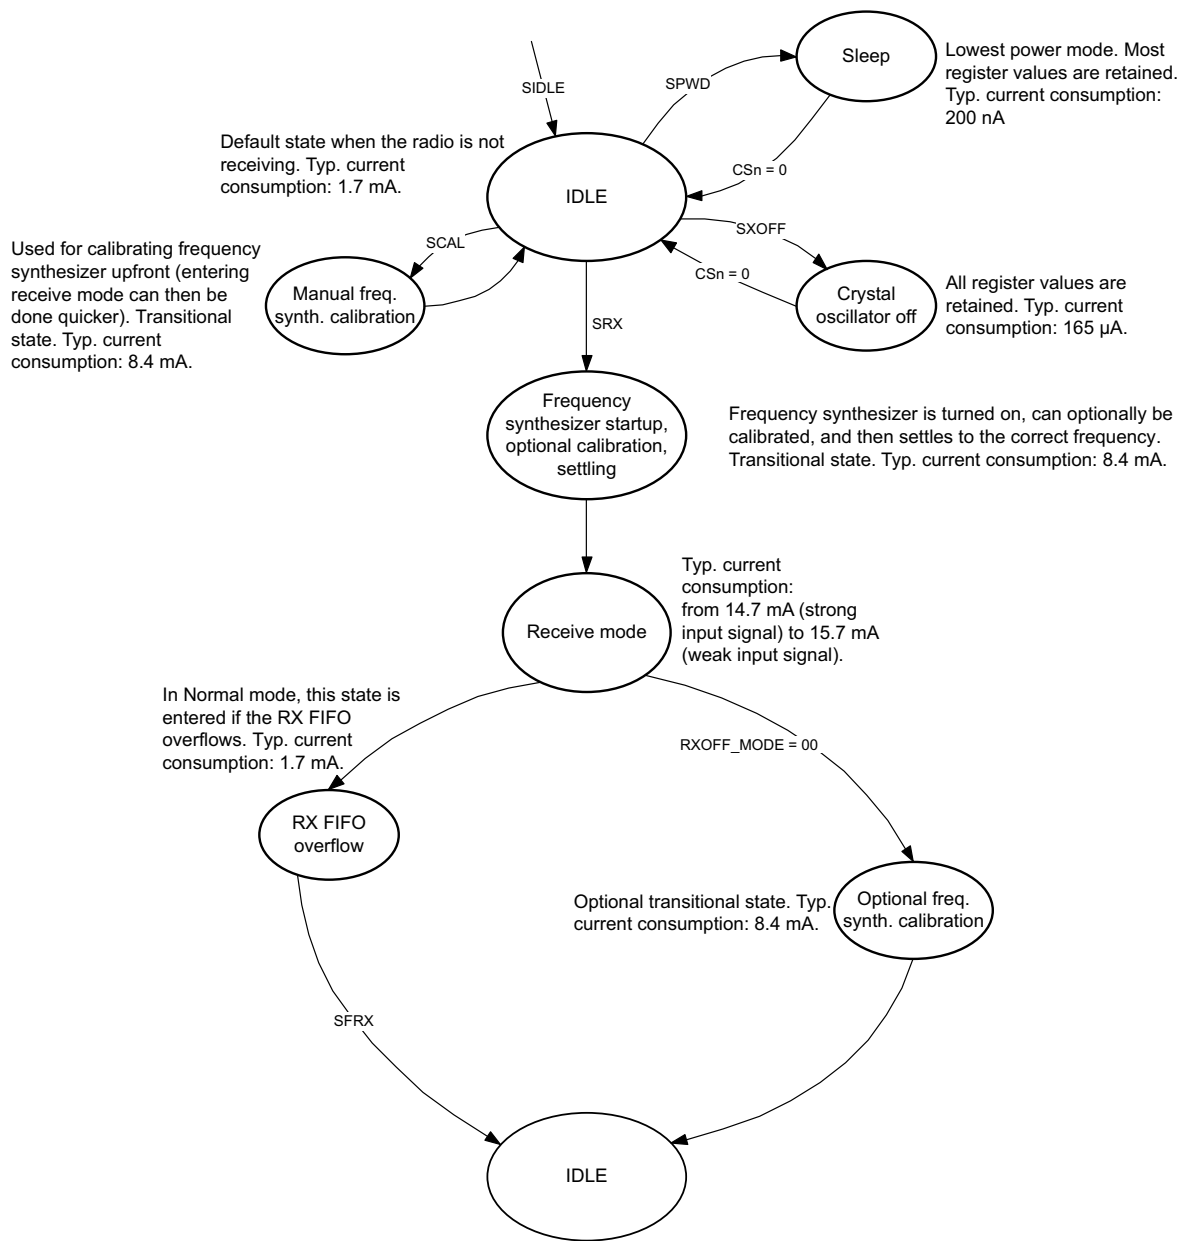 Sleep
Lowest power mode. Most
register values are retained.
Typ. current consumption:
200 nA
SIDLE
SPWD
Default state when the radio is not
receiving. Typ. current
consumption: 1.7 mA.
CSn = 0
IDLE
SXOFF
SCAL
CSn = 0
Used for calibrating frequency
synthesizer upfront (entering
receive mode can then be
done quicker). Transitional
state. Typ. current
consumption: 8.4 mA.
Manual freq.
synth. calibration
Crystal
oscillator off
All register values are
retained. Typ. current
consumption: 165 µA.
SRX
Frequency
synthesizer startup,
optional calibration,
settling
Frequency synthesizer is turned on, can optionally be
calibrated, and then settles to the correct frequency.
Transitional state. Typ. current consumption: 8.4 mA.
Receive mode
Typ. current
consumption:
from 14.7 mA (strong
input signal) to 15.7 mA
(weak input signal).
In Normal mode, this state is
entered if the RX FIFO
overflows. Typ. current
consumption: 1.7 mA.
RXOFF_MODE = 00
RX FIFO
overflow
Optional transitional state. Typ.
current consumption: 8.4 mA.
Optional freq.
synth. calibration
SFRX
IDLE